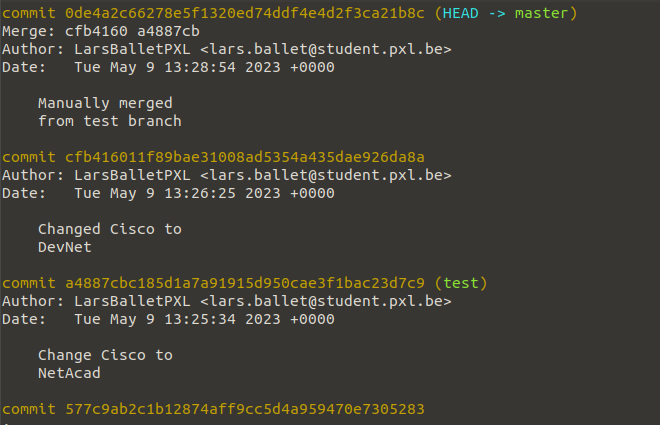 commit 0de4a2c66278e5f1320ed74ddf4e4d2f3ca21b8c (HEAD -> master)
Merge: cfb4160 a4887cb
Author: LarsBalletPXL <lars.ballet@student.pxl.be>
Date:   Tue May 9 13:28:54 2023 +0000
    Manually merged
    from test branch
commit cfb416011f89bae31008ad5354a435dae926da8a
Author: LarsBalletPXL <lars.ballet@student.pxl.be>
Date:   Tue May 9 13:26:25 2023 +0000
    Changed Cisco to
    DevNet
commit a4887cbc185d1a7a91915d950cae3f1bac23d7c9 (test)
Author: LarsBalletPXL <lars.ballet@student.pxl.be>
Date:   Tue May 9 13:25:34 2023 +0000
    Change Cisco to
    NetAcad
commit 577c9ab2c1b12874aff9cc5d4a959470e7305283